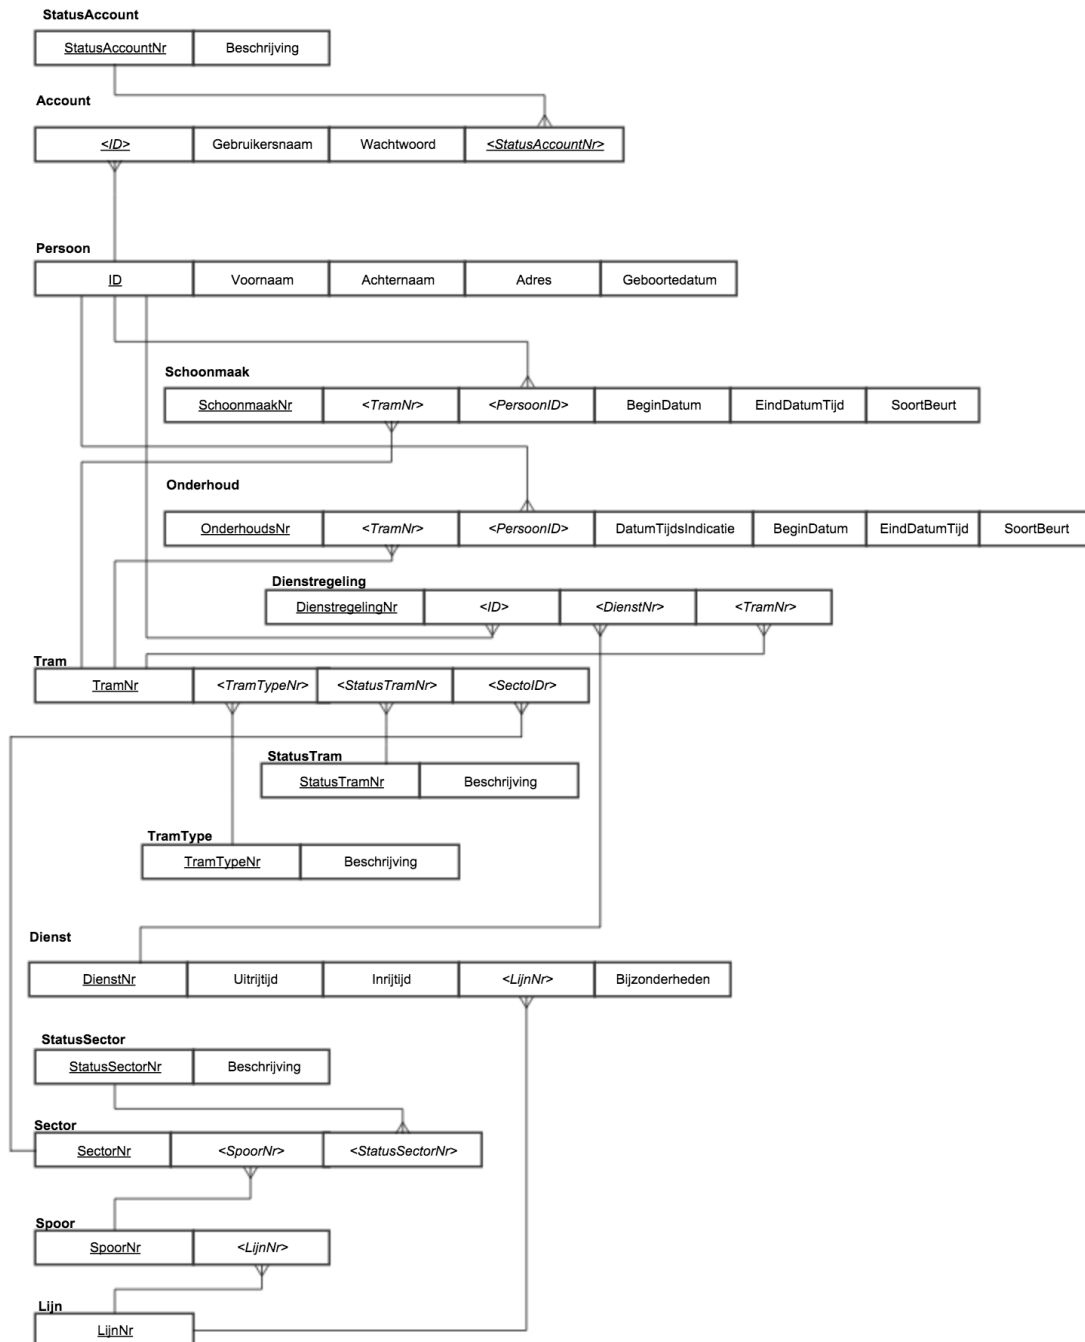 StatusAccount
StatusAccountNr Beschrijving
Account
<ID> Gebruikersnaam Wachtwoord <StatusAccountNr>
Persoon
ID Voornaam Achternaam Adres Geboortedatum
Schoonmaak
SchoonmaakNr <TramNr> <PersoonID> BeginDatum EindDatumTijd SoortBeurt
Onderhoud
OnderhoudsNr <TramNr> <PersoonID> DatumTijdsIndicatie BeginDatum EindDatumTijd SoortBeurt
Dienstregeling
DienstregelingNr <ID> <DienstNr> <TramNr>
Tram
TramNr <TramTypeNr> <StatusTramNr> <SectoIDr>
StatusTram
StatusTramNr Beschrijving
TramType
TramTypeNr Beschrijving
Dienst
DienstNr Uitrijtijd Inrijtijd <LijnNr> Bijzonderheden
StatusSector
StatusSectorNr Beschrijving
Sector
SectorNr <SpoorNr> <StatusSectorNr>
Spoor
SpoorNr <LijnNr>
Lijn
LijnNr